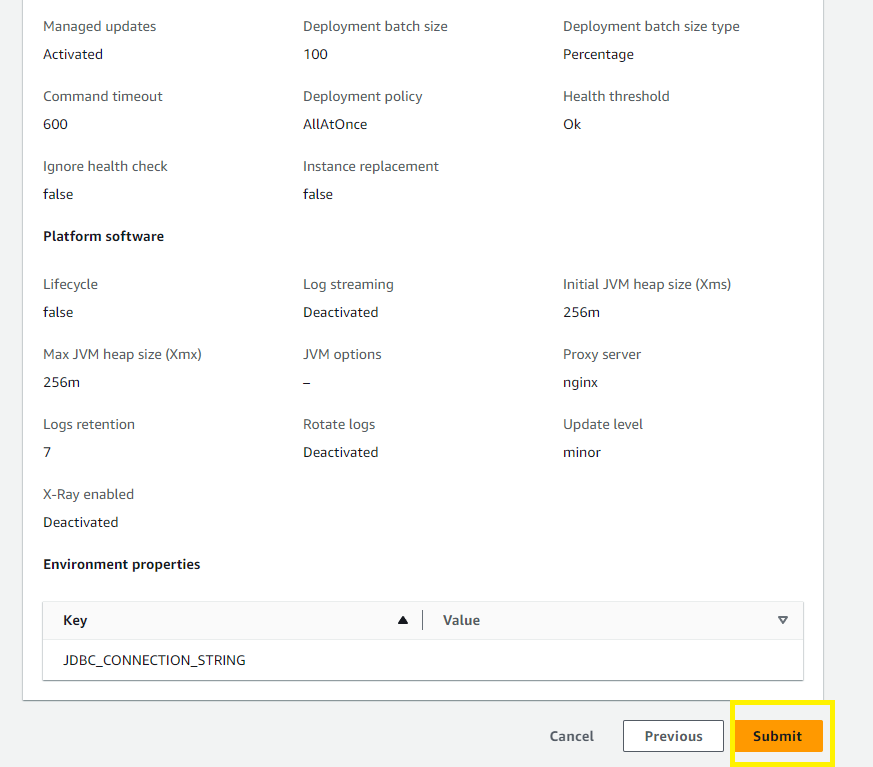 Managed updates Deployment batch size Deployment batch size type
Activated 100 Percentage
Command timeout Deployment policy Health threshold
600 AllAtOnce Ok
Ignore health check Instance replacement
false false
Platform software
Lifecycle Log streaming Initial JVM heap size (Xms)
false Deactivated 256m
Max JVM heap size (Xmx) JVM options Proxy server
256m – nginx
Logs retention Rotate logs Update level
7 Deactivated minor
X-Ray enabled
Deactivated
Environment properties
Key Value
JDBC_CONNECTION_STRING
Cancel Previous Submit